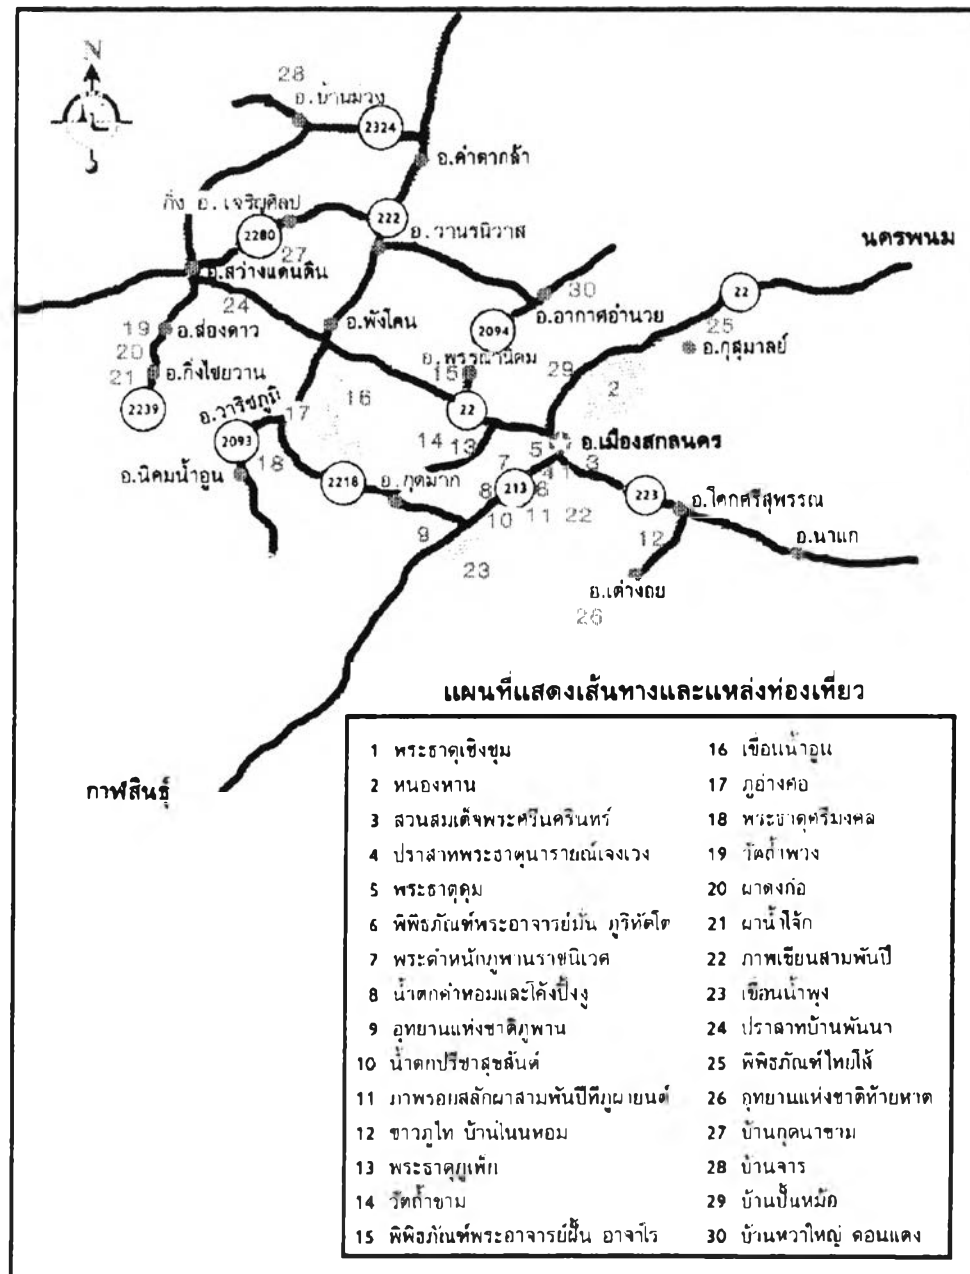 N
28
อ.บ้านม่วง
2324
อ.คำตากล้า
กิ่ง อ.เจริญศิลป
222
2280
27
อ.วานรนิวาส
นครพนม
อ.สว่างแดนดิน
24
30
22
อ.อากาศอำนวย
25
19
อ.ส่องดาว
อ.พังโคน
2094
อ.กุสุมาลย์
20
อ.พรรณานิคม
15
29
21
อ.กิ่งไชยวาน
16
2
2239
อ.วาริชภูมิ
17
22
2093
14
13
5
อ.เมืองสกลนคร
18
7
4
1
3
อ.นิคมน้ำอูน
2218
อ.กุดมาก
8
213
6
223
อ.โคกศรีสุพรรณ
10
11
22
9
12
อ.นาแก
23
อ.เต่างอย
26
แผนที่แสดงเส้นทางและแหล่งท่องเที่ยว
กาฬสินธุ์
1 พระธาตุเชิงชุม
2 หนองหาน
3 สวนสมเด็จพระศรีนครินทร์
4 ปราสาทพระธาตุนารายณ์เจงเวง
5 พระธาตุดุม
6 พิพิธภัณฑ์พระอาจารย์มั่น ภูริทัตโต
7 พระตำหนักภูพานราชนิเวศ
8 น้ำตกคำหอมและโค้งปิ้งงู
9 อุทยานแห่งชาติภูพาน
10 น้ำตกปรีชาสุขสันต์
11 ภาพรอยสลักผาสามพันปีที่ภูผายนต์
12 ชาวภูไท บ้านโนนหอม
13 พระธาตุภูเพ็ก
14 วัดถ้ำขาม
15 พิพิธภัณฑ์พระอาจารย์ฝั้น อาจาโร
16 เขื่อนน้ำอูน
17 ภูอ่างศอ
18 พระธาตุศรีมงคล
19 วัดถ้ำพวง
20 ผาดงก่อ
21 ผาน้ำโจ้ก
22 ภาพเขียนสามพันปี
23 เขื่อนน้ำพุง
24 ปราสาทบ้านพันนา
25 พิพิธภัณฑ์ไทยโส้
26 อุทยานแห่งชาติห้วยหาด
27 บ้านกุดนาขาม
28 บ้านจาร
29 บ้านปั้นหม้อ
30 บ้านหวาใหญ่ ดอนแดง